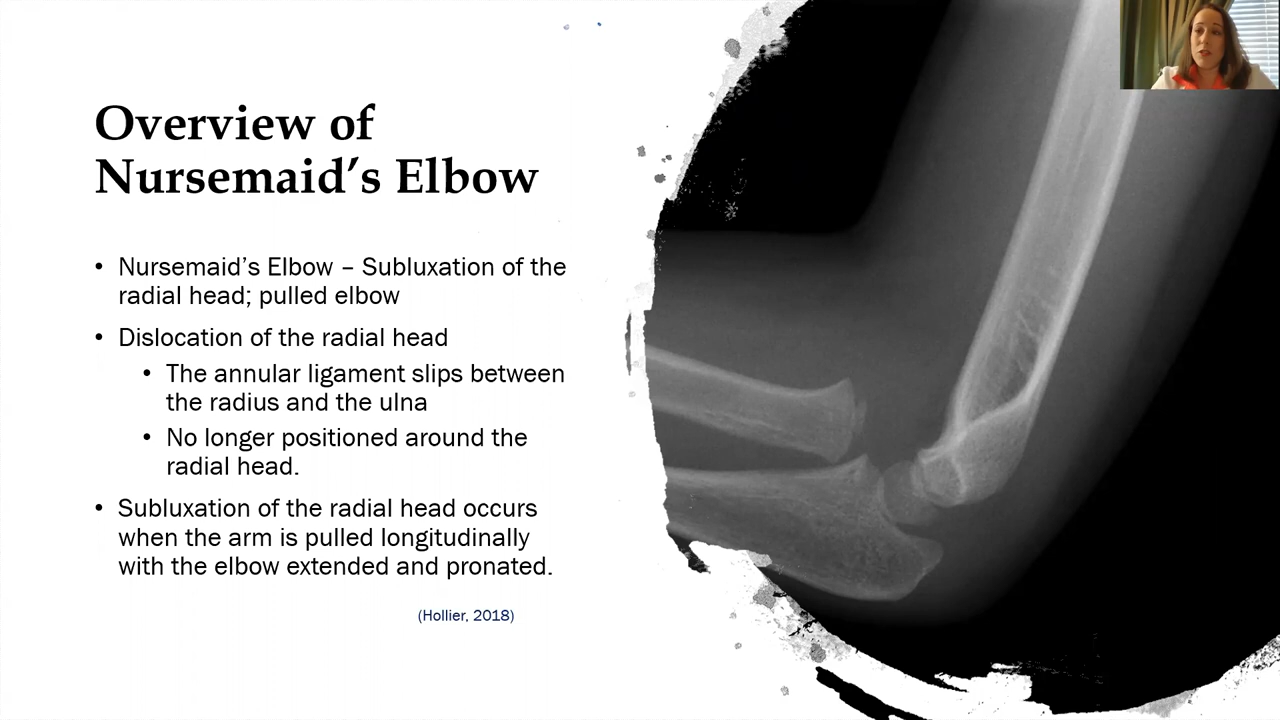 Overview of
Nursemaid’s Elbow
• Nursemaid’s Elbow – Subluxation of the
radial head; pulled elbow
• Dislocation of the radial head
• The annular ligament slips between
the radius and the ulna
• No longer positioned around the
radial head.
• Subluxation of the radial head occurs
when the arm is pulled longitudinally
with the elbow extended and pronated.
(Hollier, 2018)